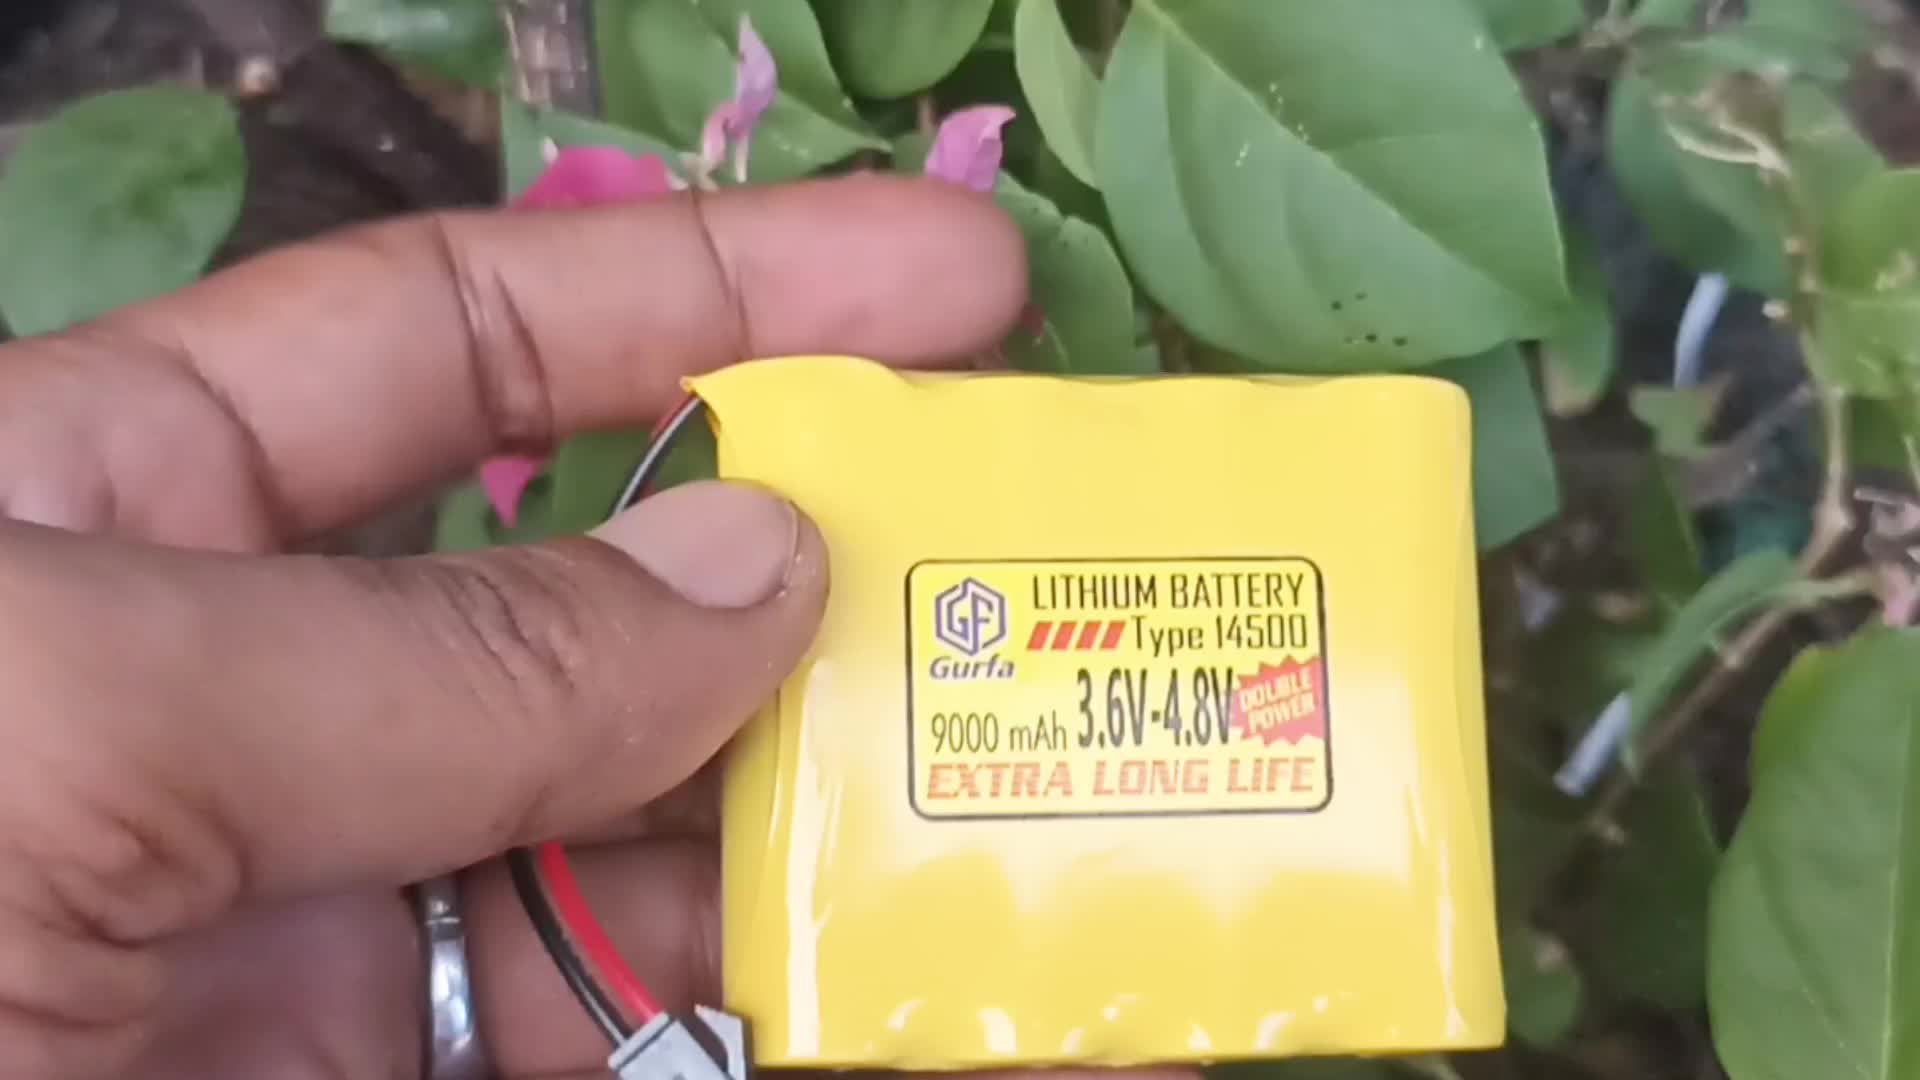 GF
Gurfa
LITHIUM BATTERY
Type 14500
9000 mAh 3.6V-4.8V
DOUBLE
POWER
EXTRA LONG LIFE